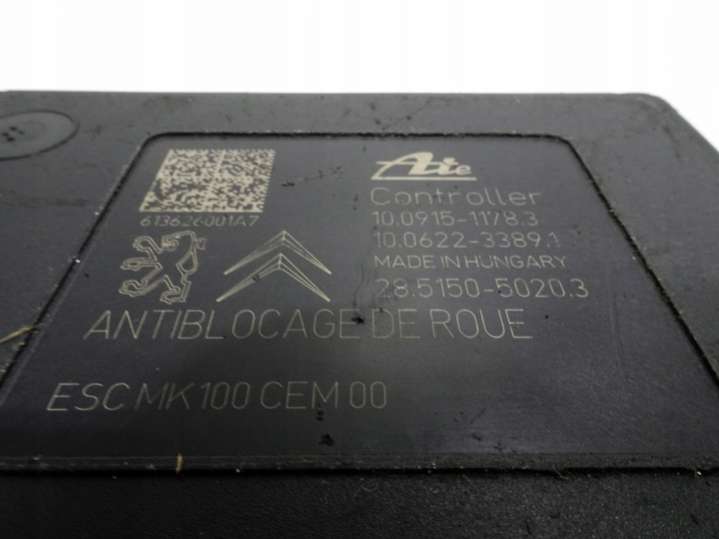 Ate
Controller
613626001A7
10.0915-1178.3
10.0622-3389.1
MADE IN HUNGARY
28.5150-5020.3
ANTIBLOCAGE DE ROUE
ESC MK100 CEM 00